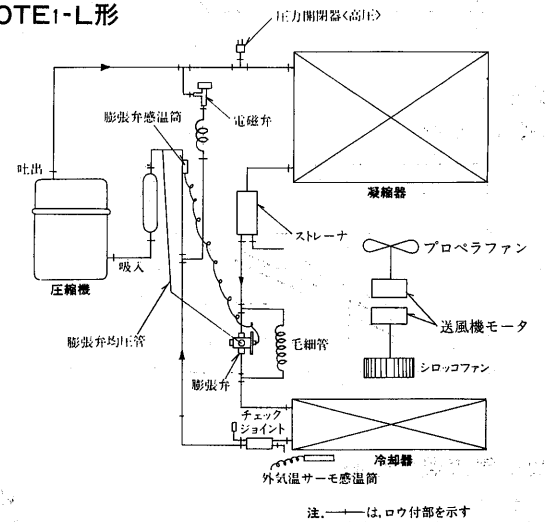 OTE1-L形
圧力開閉器<高圧>
膨張弁感温筒
電磁弁
吐出
凝縮器
ストレーナ
プロペラファン
吸入
圧縮機
送風機モータ
膨張弁均圧管
毛細管
シロッコファン
膨張弁
チェック
ジョイント
冷却器
外気温サーモ感温筒
注.─┼─は,ロウ付部を示す